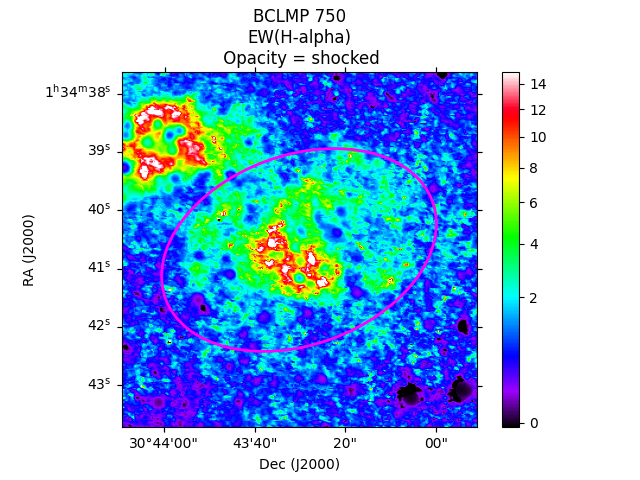 BCLMP 750
EW(H-alpha)
Opacity = shocked
1ʰ34ᵐ38ˢ
39ˢ
40ˢ
41ˢ
42ˢ
43ˢ
RA (J2000)
30°44'00" 43'40" 20" 00"
Dec (J2000)
14
12
10
8
6
4
2
0